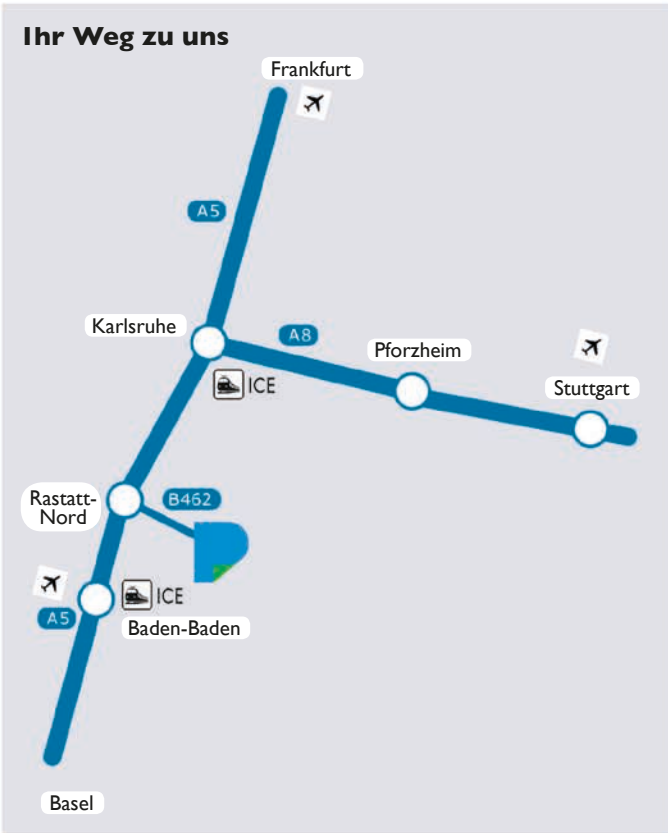 Ihr Weg zu uns
Frankfurt
A5
Karlsruhe
A8
Pforzheim
Stuttgart
ICE
Rastatt-
Nord
B462
ICE
A5
Baden-Baden
Basel